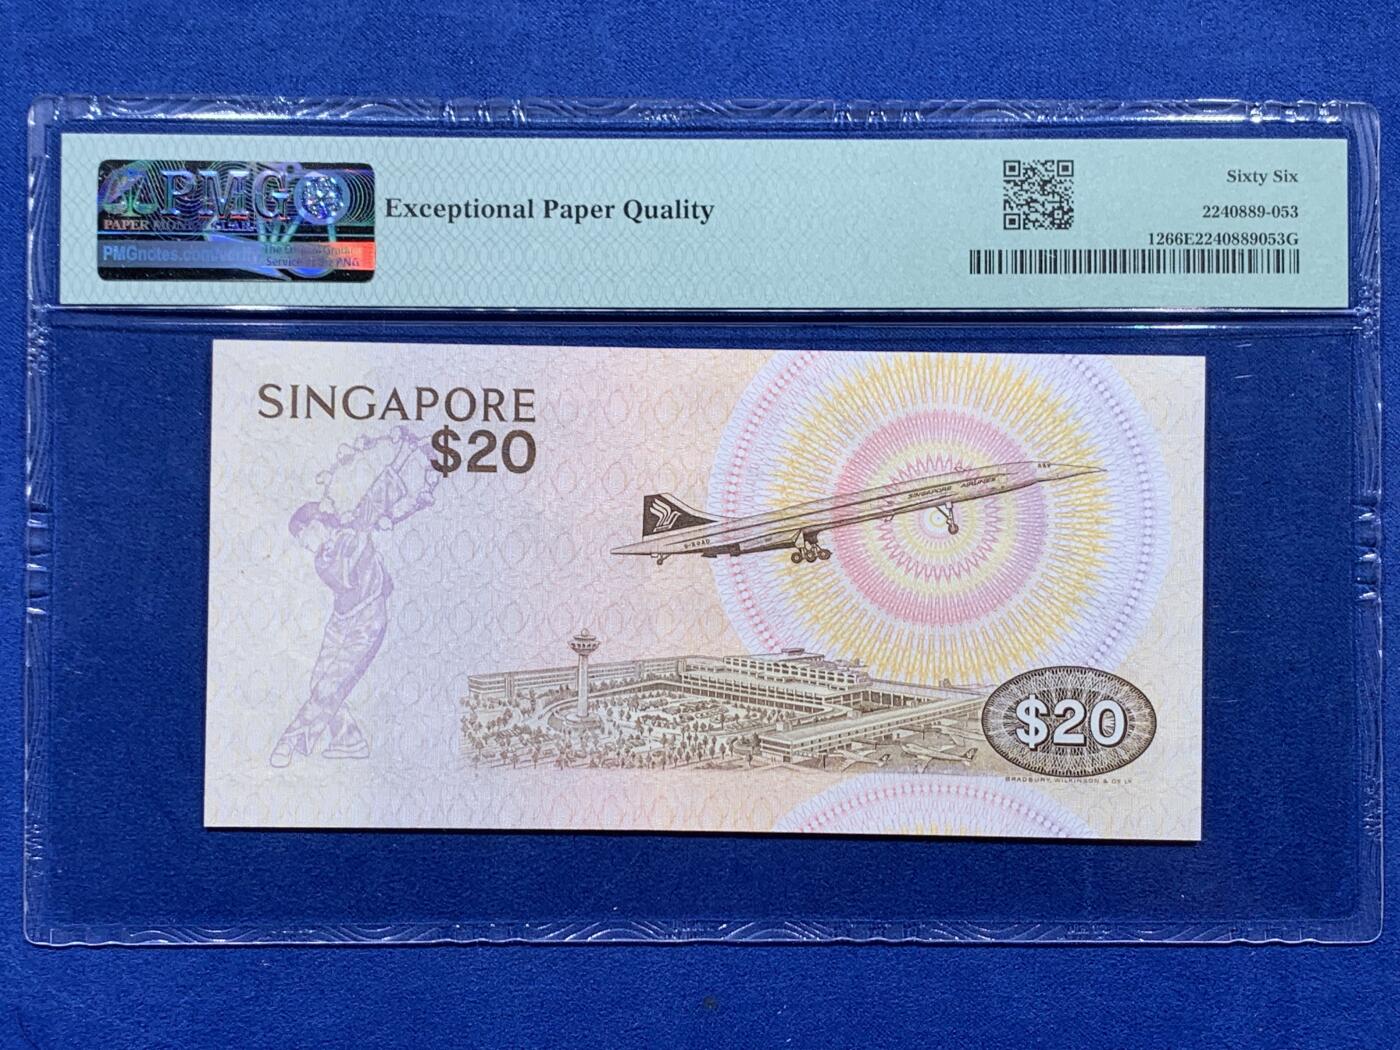 PMG
PAPER MONEY GUARANTY
PMGnotes.com/verify
Exceptional Paper Quality
Sixty Six
2240889-053
1266E2240889053G
SINGAPORE
$20
SINGAPORE AIRLINES
$20
BRADBURY, WILKINSON & Co